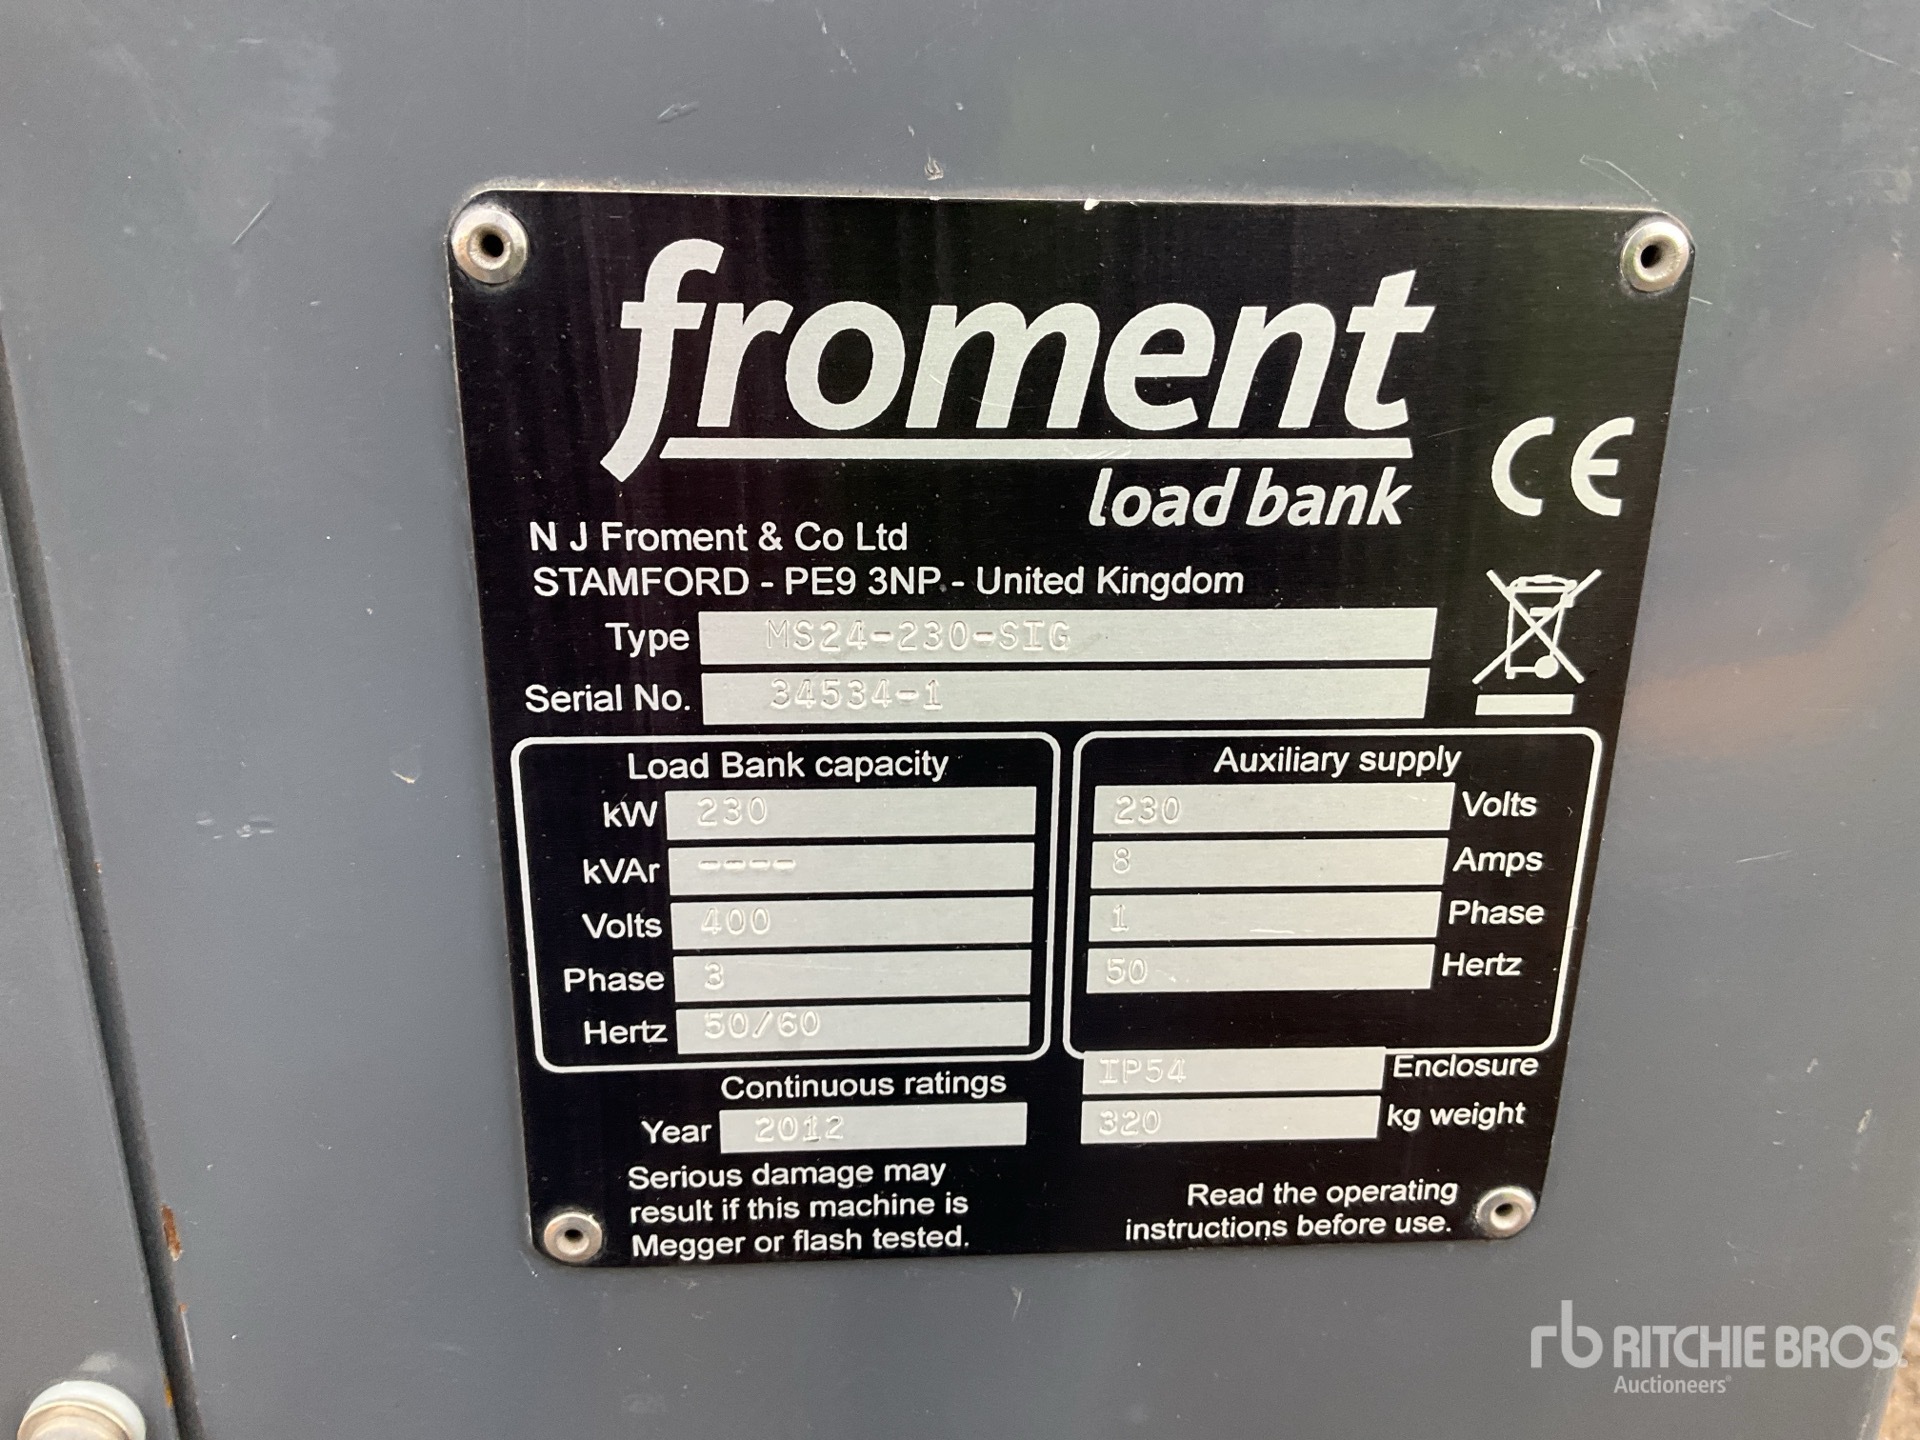 froment
load bank
CE
N J Froment & Co Ltd
STAMFORD - PE9 3NP - United Kingdom
Type MS24-230-SIG
Serial No. 34534-1
Load Bank capacity
kW 230
kVAr ----
Volts 400
Phase 3
Hertz 50/60
Continuous ratings
Year 2012
Serious damage may
result if this machine is
Megger or flash tested.
Auxiliary supply
230 Volts
8 Amps
1 Phase
50 Hertz
IP54 Enclosure
320 kg weight
Read the operating
instructions before use.
rb RITCHIE BROS.
Auctioneers